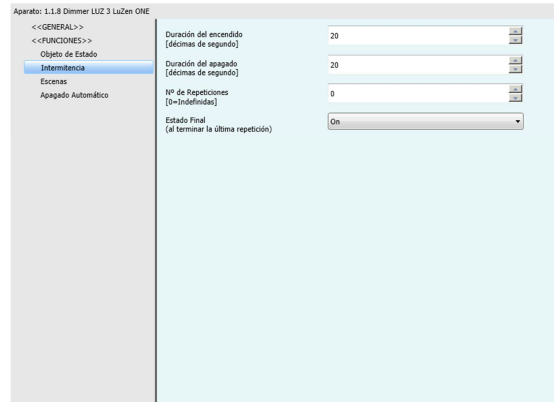 Aparato: 1.1.8 Dimmer LUZ 3 LuZen ONE
<<GENERAL>>
<<FUNCIONES>>
Objeto de Estado
Intermitencia
Escenas
Apagado Automático
Duración del encendido
[décimas de segundo]
20
Duración del apagado
[décimas de segundo]
20
Nº de Repeticiones
[0=Indefinidas]
0
Estado Final
(al terminar la última repetición)
On